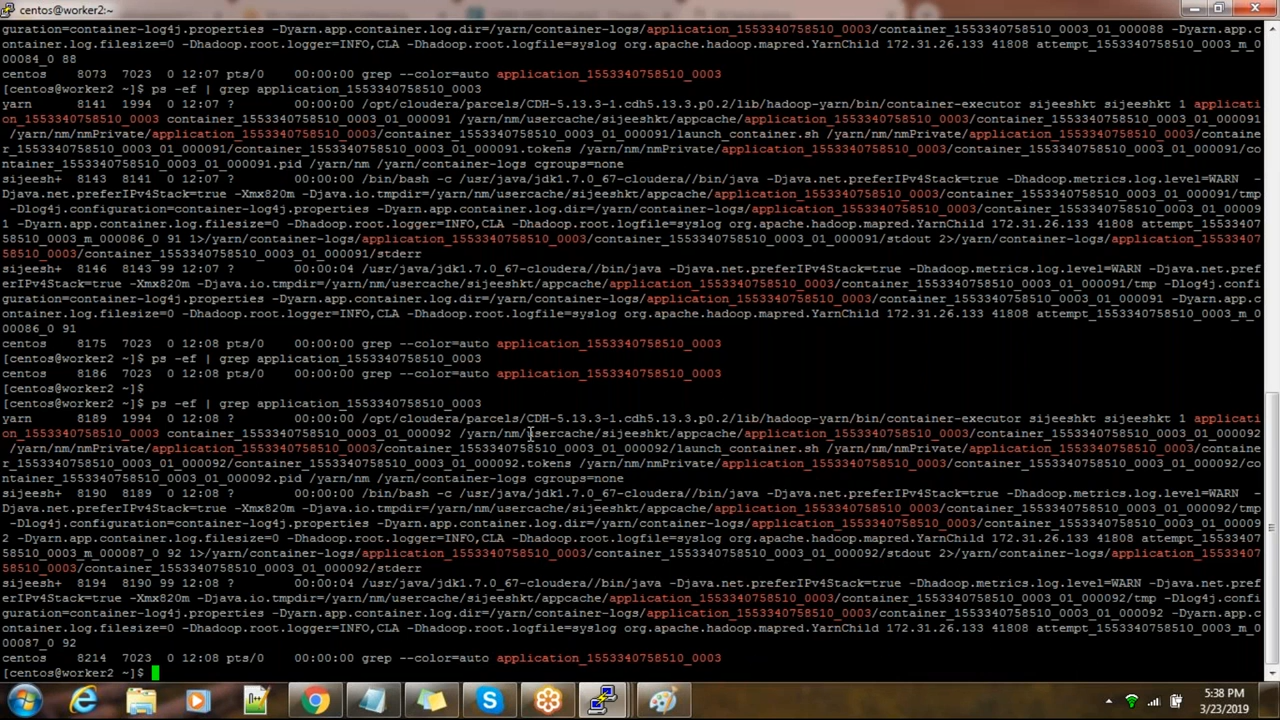 centos@worker2:~
guration=container-log4j.properties -Dyarn.app.container.log.dir=/yarn/container-logs/application_1553340758510_0003/container_1553340758510_0003_01_000088 -Dyarn.app.c
ontainer.log.filesize=0 -Dhadoop.root.logger=INFO,CLA -Dhadoop.root.logfile=syslog org.apache.hadoop.mapred.YarnChild 172.31.26.133 41808 attempt_1553340758510_0003_m_0
00084_0 88
centos    8073  7023  0 12:07 pts/0    00:00:00 grep --color=auto application_1553340758510_0003
[centos@worker2 ~]$ ps -ef | grep application_1553340758510_0003
yarn      8141  1994  0 12:07 ?        00:00:00 /opt/cloudera/parcels/CDH-5.13.3-1.cdh5.13.3.p0.2/lib/hadoop-yarn/bin/container-executor sijeeshkt sijeeshkt 1 applicati
on_1553340758510_0003 container_1553340758510_0003_01_000091 /yarn/nm/usercache/sijeeshkt/appcache/application_1553340758510_0003/container_1553340758510_0003_01_000091
 /yarn/nm/nmPrivate/application_1553340758510_0003/container_1553340758510_0003_01_000091/launch_container.sh /yarn/nm/nmPrivate/application_1553340758510_0003/containe
r_1553340758510_0003_01_000091/container_1553340758510_0003_01_000091.tokens /yarn/nm/nmPrivate/application_1553340758510_0003/container_1553340758510_0003_01_000091/co
ntainer_1553340758510_0003_01_000091.pid /yarn/nm /yarn/container-logs cgroups=none
sijeesh+  8143  8141  0 12:07 ?        00:00:00 /bin/bash -c /usr/java/jdk1.7.0_67-cloudera//bin/java -Djava.net.preferIPv4Stack=true -Dhadoop.metrics.log.level=WARN  -
Djava.net.preferIPv4Stack=true -Xmx820m -Djava.io.tmpdir=/yarn/nm/usercache/sijeeshkt/appcache/application_1553340758510_0003/container_1553340758510_0003_01_000091/tmp
 -Dlog4j.configuration=container-log4j.properties -Dyarn.app.container.log.dir=/yarn/container-logs/application_1553340758510_0003/container_1553340758510_0003_01_00009
1 -Dyarn.app.container.log.filesize=0 -Dhadoop.root.logger=INFO,CLA -Dhadoop.root.logfile=syslog org.apache.hadoop.mapred.YarnChild 172.31.26.133 41808 attempt_15533407
58510_0003_m_000086_0 91 1>/yarn/container-logs/application_1553340758510_0003/container_1553340758510_0003_01_000091/stdout 2>/yarn/container-logs/application_15533407
58510_0003/container_1553340758510_0003_01_000091/stderr
sijeesh+  8146  8143 99 12:07 ?        00:00:04 /usr/java/jdk1.7.0_67-cloudera//bin/java -Djava.net.preferIPv4Stack=true -Dhadoop.metrics.log.level=WARN -Djava.net.pref
erIPv4Stack=true -Xmx820m -Djava.io.tmpdir=/yarn/nm/usercache/sijeeshkt/appcache/application_1553340758510_0003/container_1553340758510_0003_01_000091/tmp -Dlog4j.confi
guration=container-log4j.properties -Dyarn.app.container.log.dir=/yarn/container-logs/application_1553340758510_0003/container_1553340758510_0003_01_000091 -Dyarn.app.c
ontainer.log.filesize=0 -Dhadoop.root.logger=INFO,CLA -Dhadoop.root.logfile=syslog org.apache.hadoop.mapred.YarnChild 172.31.26.133 41808 attempt_1553340758510_0003_m_0
00086_0 91
centos    8175  7023  0 12:07 pts/0    00:00:00 grep --color=auto application_1553340758510_0003
[centos@worker2 ~]$ ps -ef | grep application_1553340758510_0003
centos    8186  7023  0 12:08 pts/0    00:00:00 grep --color=auto application_1553340758510_0003
[centos@worker2 ~]$
[centos@worker2 ~]$ ps -ef | grep application_1553340758510_0003
yarn      8189  1994  0 12:08 ?        00:00:00 /opt/cloudera/parcels/CDH-5.13.3-1.cdh5.13.3.p0.2/lib/hadoop-yarn/bin/container-executor sijeeshkt sijeeshkt 1 applicati
on_1553340758510_0003 container_1553340758510_0003_01_000092 /yarn/nm/usercache/sijeeshkt/appcache/application_1553340758510_0003/container_1553340758510_0003_01_000092
 /yarn/nm/nmPrivate/application_1553340758510_0003/container_1553340758510_0003_01_000092/launch_container.sh /yarn/nm/nmPrivate/application_1553340758510_0003/containe
r_1553340758510_0003_01_000092/container_1553340758510_0003_01_000092.tokens /yarn/nm/nmPrivate/application_1553340758510_0003/container_1553340758510_0003_01_000092/co
ntainer_1553340758510_0003_01_000092.pid /yarn/nm /yarn/container-logs cgroups=none
sijeesh+  8190  8189  0 12:08 ?        00:00:00 /bin/bash -c /usr/java/jdk1.7.0_67-cloudera//bin/java -Djava.net.preferIPv4Stack=true -Dhadoop.metrics.log.level=WARN  -
Djava.net.preferIPv4Stack=true -Xmx820m -Djava.io.tmpdir=/yarn/nm/usercache/sijeeshkt/appcache/application_1553340758510_0003/container_1553340758510_0003_01_000092/tmp
 -Dlog4j.configuration=container-log4j.properties -Dyarn.app.container.log.dir=/yarn/container-logs/application_1553340758510_0003/container_1553340758510_0003_01_00009
2 -Dyarn.app.container.log.filesize=0 -Dhadoop.root.logger=INFO,CLA -Dhadoop.root.logfile=syslog org.apache.hadoop.mapred.YarnChild 172.31.26.133 41808 attempt_15533407
58510_0003_m_000087_0 92 1>/yarn/container-logs/application_1553340758510_0003/container_1553340758510_0003_01_000092/stdout 2>/yarn/container-logs/application_15533407
58510_0003/container_1553340758510_0003_01_000092/stderr
sijeesh+  8194  8190 99 12:08 ?        00:00:04 /usr/java/jdk1.7.0_67-cloudera//bin/java -Djava.net.preferIPv4Stack=true -Dhadoop.metrics.log.level=WARN -Djava.net.pref
erIPv4Stack=true -Xmx820m -Djava.io.tmpdir=/yarn/nm/usercache/sijeeshkt/appcache/application_1553340758510_0003/container_1553340758510_0003_01_000092/tmp -Dlog4j.confi
guration=container-log4j.properties -Dyarn.app.container.log.dir=/yarn/container-logs/application_1553340758510_0003/container_1553340758510_0003_01_000092 -Dyarn.app.c
ontainer.log.filesize=0 -Dhadoop.root.logger=INFO,CLA -Dhadoop.root.logfile=syslog org.apache.hadoop.mapred.YarnChild 172.31.26.133 41808 attempt_1553340758510_0003_m_0
00087_0 92
centos    8214  7023  0 12:08 pts/0    00:00:00 grep --color=auto application_1553340758510_0003
[centos@worker2 ~]$
5:38 PM
3/23/2019